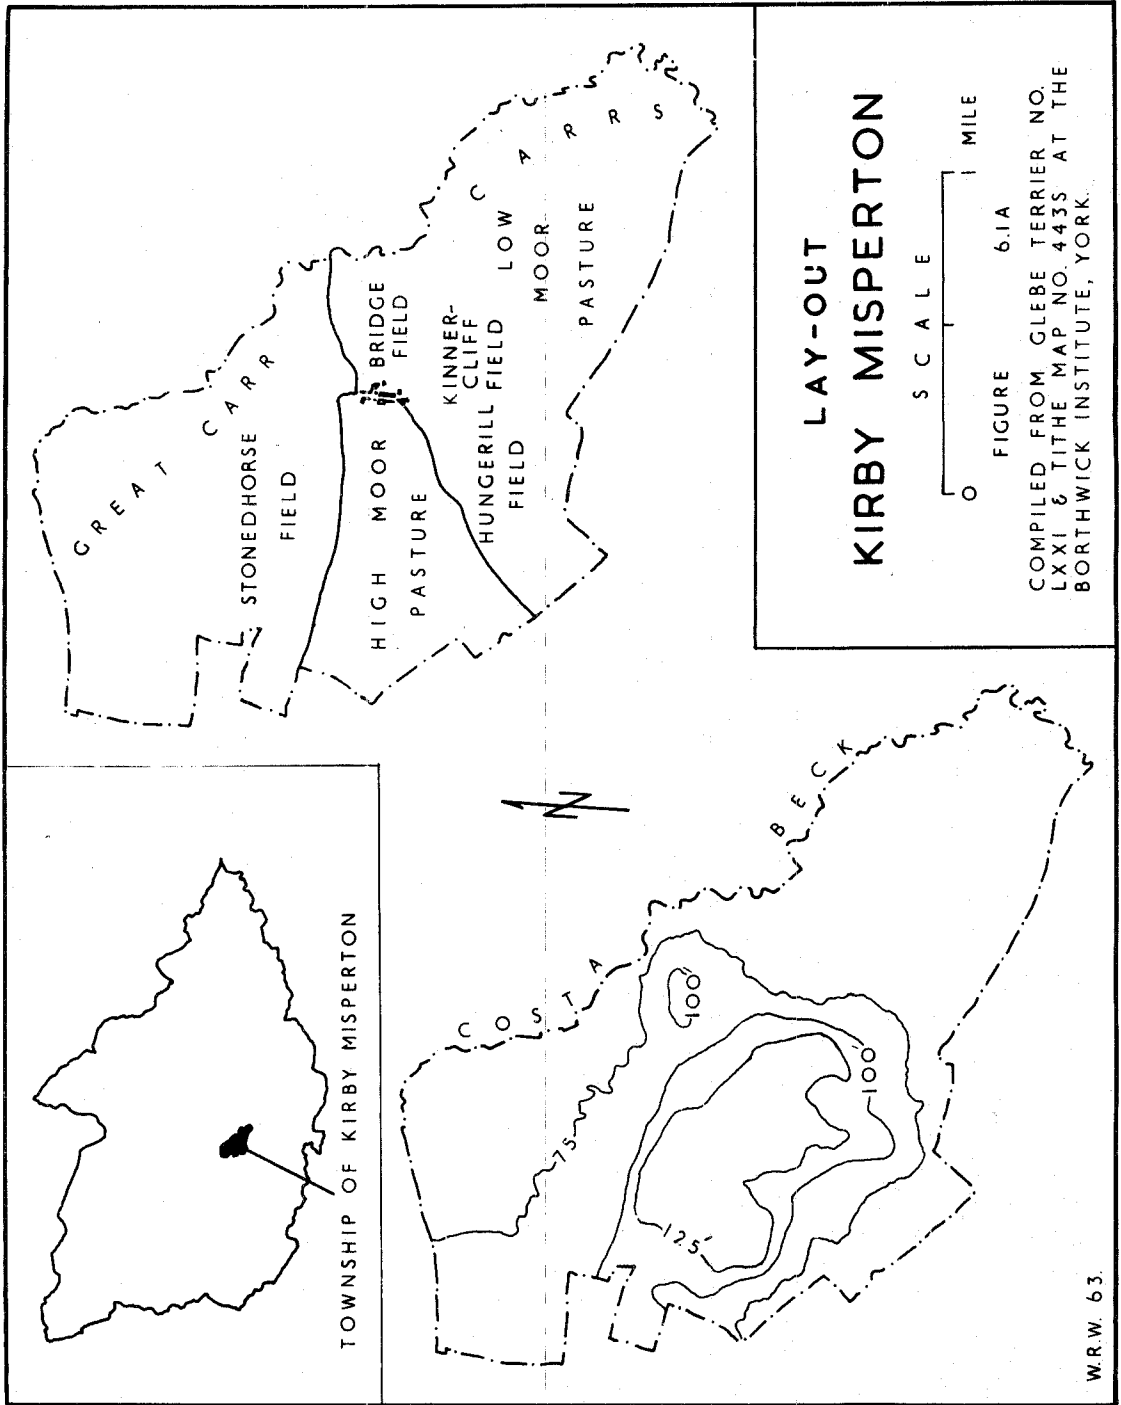 TOWNSHIP OF KIRBY MISPERTON
COSTA BECK
75
100'
100'
125'
W.R.W. 63.
GREAT CARR
STONEDHORSE
FIELD
HIGH MOOR
PASTURE
BRIDGE
FIELD
KINNER-
CLIFF
FIELD
HUNGERILL
FIELD
CARRS
LOW
MOOR
PASTURE
LAY-OUT
KIRBY MISPERTON
SCALE
0 1 MILE
FIGURE 6.1A
COMPILED FROM GLEBE TERRIER NO.
LXXI & TITHE MAP NO. 443S AT THE
BORTHWICK INSTITUTE, YORK.